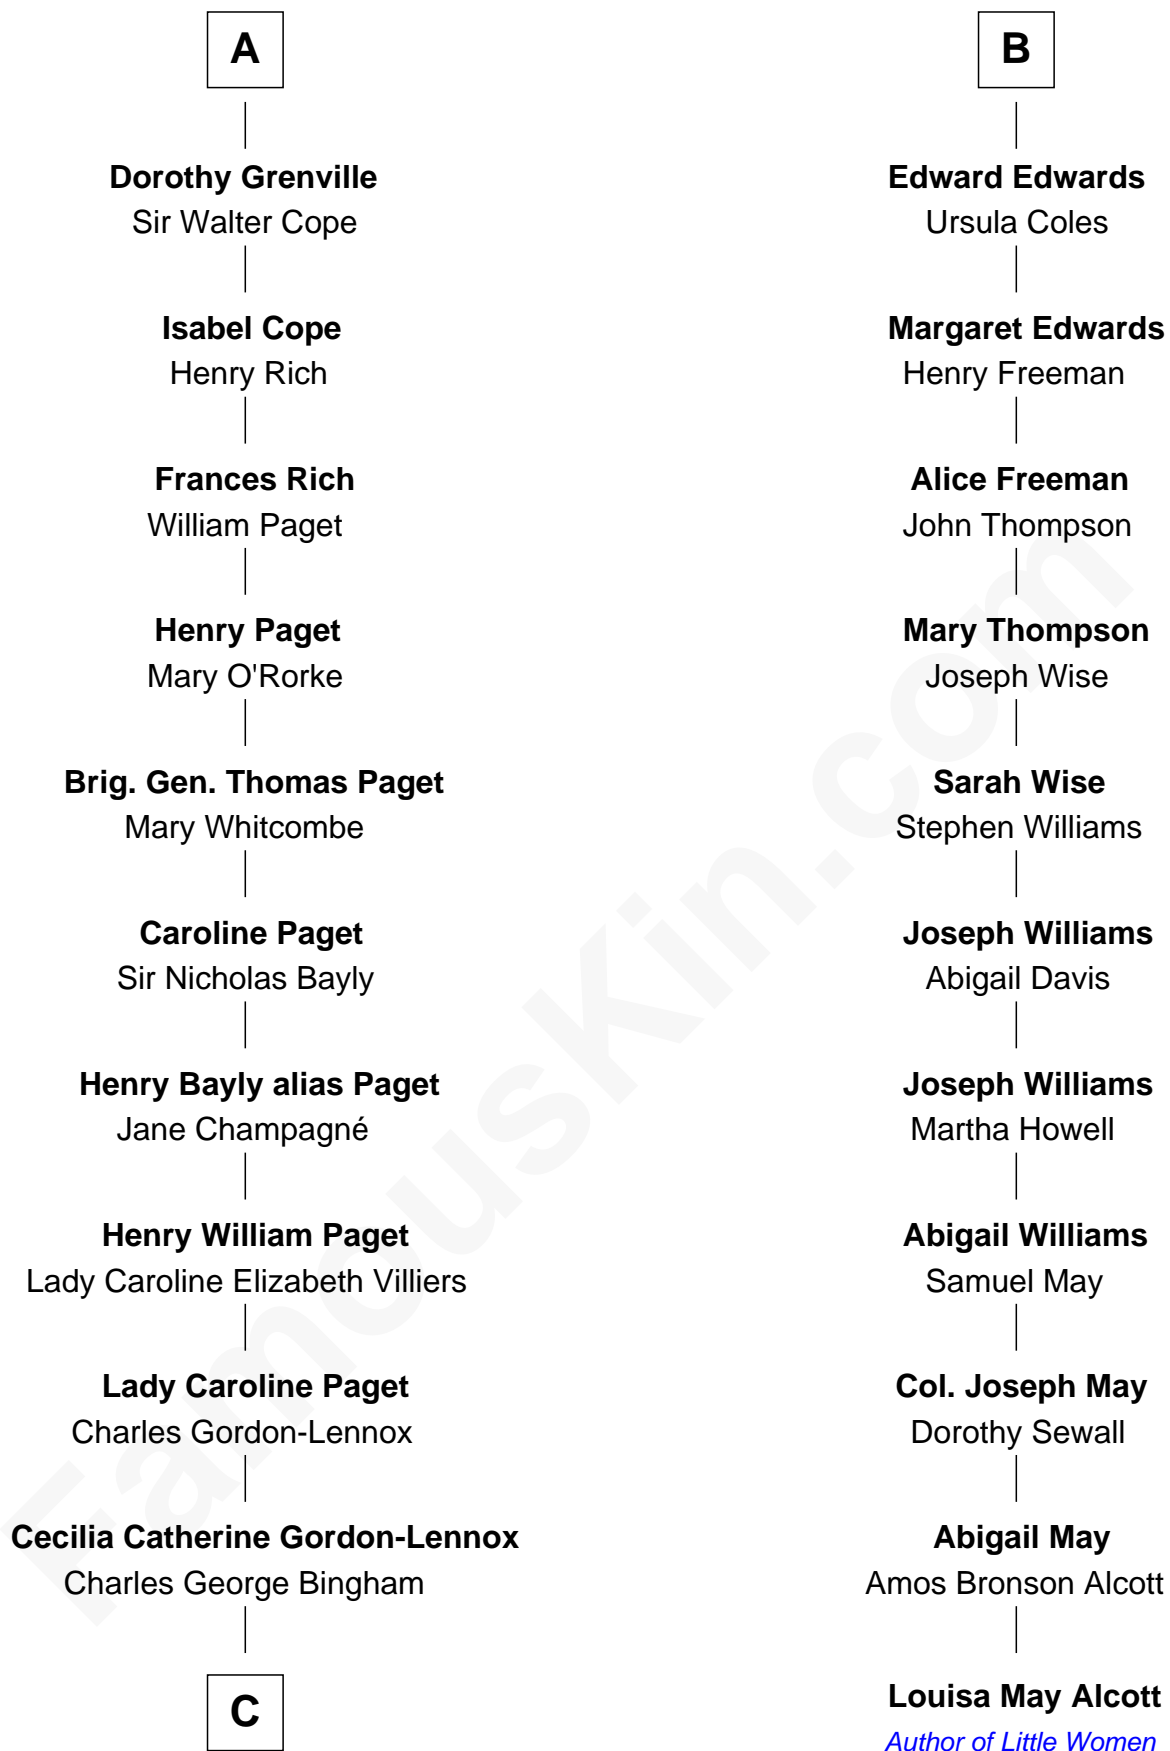 A
Dorothy Grenville
Sir Walter Cope
Isabel Cope
Henry Rich
Frances Rich
William Paget
Henry Paget
Mary O'Rorke
Brig. Gen. Thomas Paget
Mary Whitcombe
Caroline Paget
Sir Nicholas Bayly
Henry Bayly alias Paget
Jane Champagné
Henry William Paget
Lady Caroline Elizabeth Villiers
Lady Caroline Paget
Charles Gordon-Lennox
Cecilia Catherine Gordon-Lennox
Charles George Bingham
C
B
Edward Edwards
Ursula Coles
Margaret Edwards
Henry Freeman
Alice Freeman
John Thompson
Mary Thompson
Joseph Wise
Sarah Wise
Stephen Williams
Joseph Williams
Abigail Davis
Joseph Williams
Martha Howell
Abigail Williams
Samuel May
Col. Joseph May
Dorothy Sewall
Abigail May
Amos Bronson Alcott
Louisa May Alcott
Author of Little Women
FamousKin.com